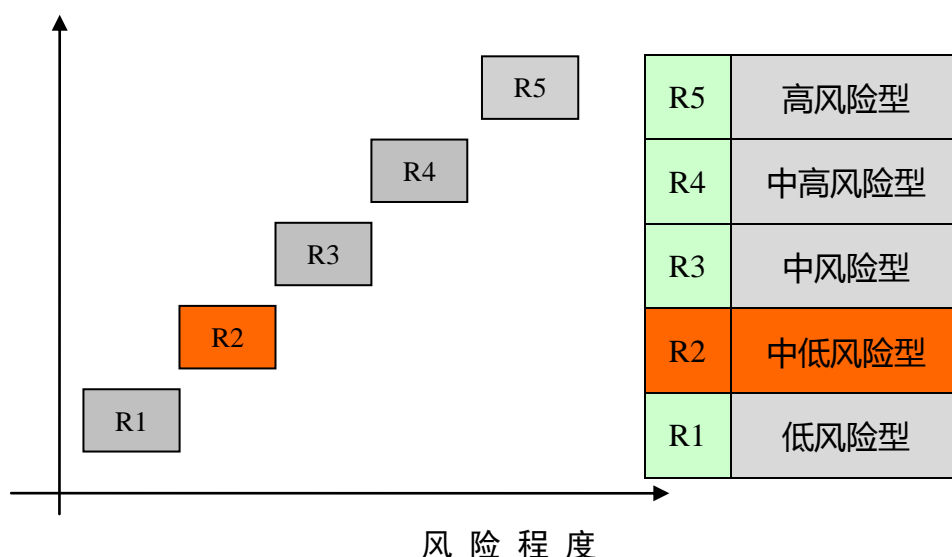 R5
R4
R3
R2
R1
风险程度
R5 高风险型
R4 中高风险型
R3 中风险型
R2 中低风险型
R1 低风险型